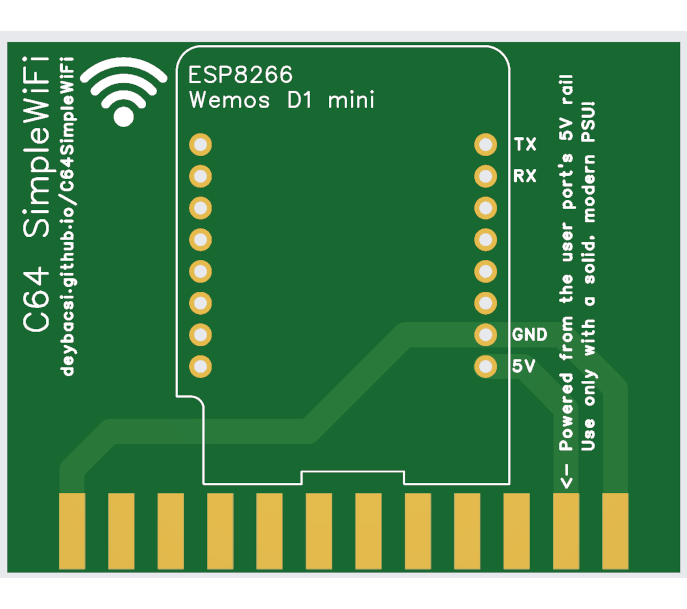 C64 SimpleWiFi
deybacsi.github.io/C64SimpleWiFi
ESP8266
Wemos D1 mini
TX
RX
GND
5V
<- Powered from the user port's 5V rail
Use only with a solid, modern PSU!